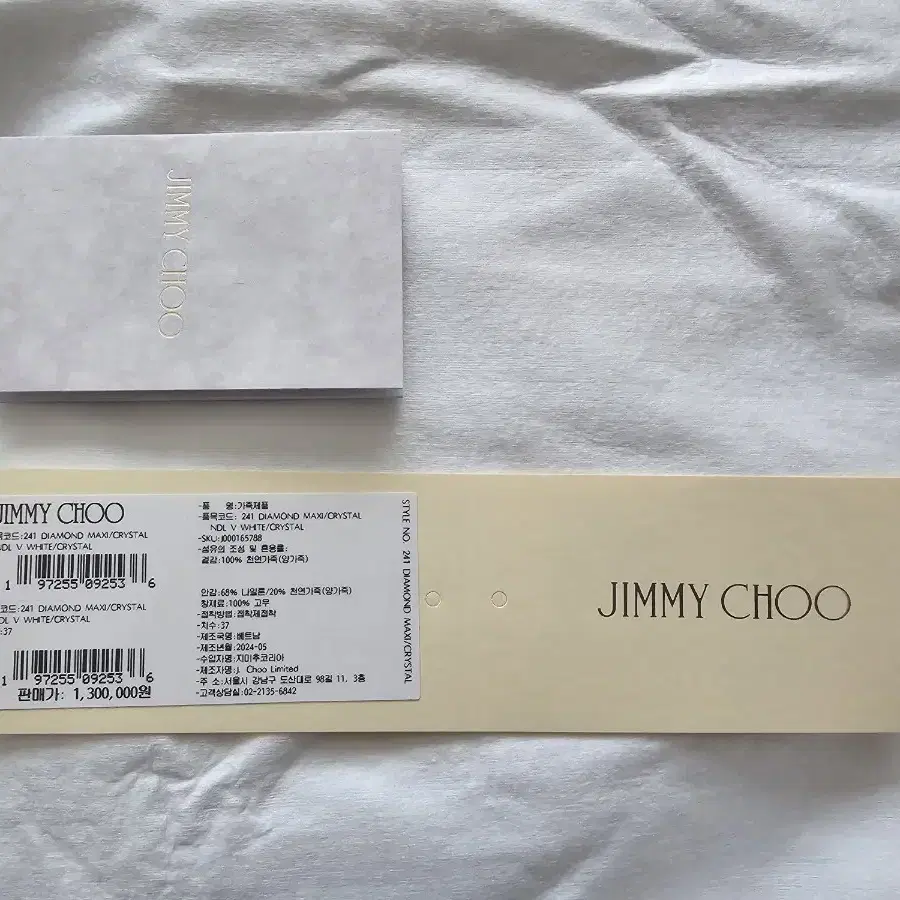 JIMMY CHOO
JIMMY CHOO
241 DIAMOND MAXI/CRYSTAL
NDL V WHITE/CRYSTAL
1 97255 09253 6
코드:241 DIAMOND MAXI/CRYSTAL
NDL V WHITE/CRYSTAL
:37
1 97255 09253 6
판매가: 1,300,000원
-품 명:가죽제품
-품목코드: 241 DIAMOND MAXI/CRYSTAL
NDL V WHITE/CRYSTAL
-SKU:J000165788
-섬유의 조성 및 혼용률:
겉감:100% 천연가죽(양가죽)
안감:68% 나일론/20% 천연가죽(양가죽)
창재료:100% 고무
-접착방법:접착제접착
-치수:37
-제조국명:베트남
-제조년월:2024-05
-수입자명:지미추코리아
-제조자명:J. Choo Limited
-주 소:서울시 강남구 도산대로 98길 11, 3층
-고객상담실:02-2135-6842
STYLE NO. 241 DIAMOND MAXI/CRYSTAL
JIMMY CHOO